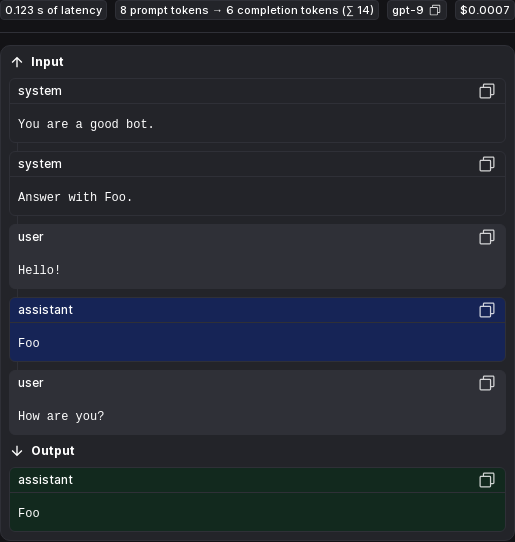 0.123 s of latency 8 prompt tokens → 6 completion tokens (∑ 14) gpt-9 $0.0007
Input
system
You are a good bot.
system
Answer with Foo.
user
Hello!
assistant
Foo
user
How are you?
Output
assistant
Foo